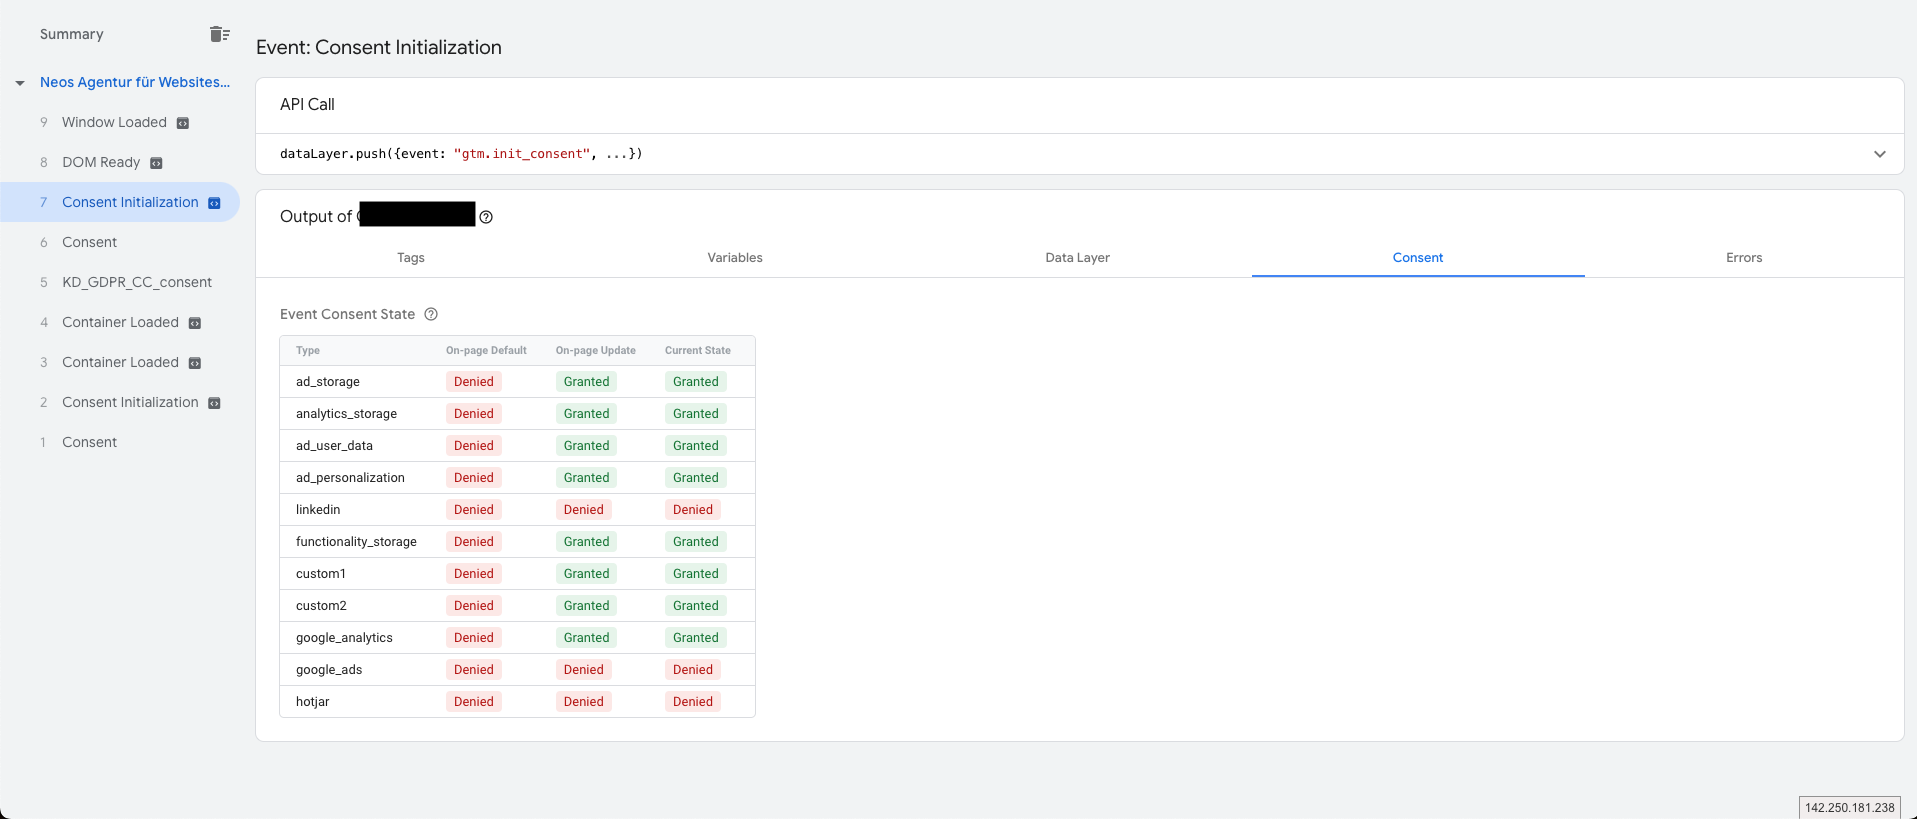 Summary
Neos Agentur für Websites...
9 Window Loaded
8 DOM Ready
7 Consent Initialization
6 Consent
5 KD_GDPR_CC_consent
4 Container Loaded
3 Container Loaded
2 Consent Initialization
1 Consent
Event: Consent Initialization
API Call
dataLayer.push({event: "gtm.init_consent", ...})
Output of
Tags Variables Data Layer Consent Errors
Event Consent State
Type On-page Default On-page Update Current State
ad_storage Denied Granted Granted
analytics_storage Denied Granted Granted
ad_user_data Denied Granted Granted
ad_personalization Denied Granted Granted
linkedin Denied Denied Denied
functionality_storage Denied Granted Granted
custom1 Denied Granted Granted
custom2 Denied Granted Granted
google_analytics Denied Granted Granted
google_ads Denied Denied Denied
hotjar Denied Denied Denied
142.250.181.238